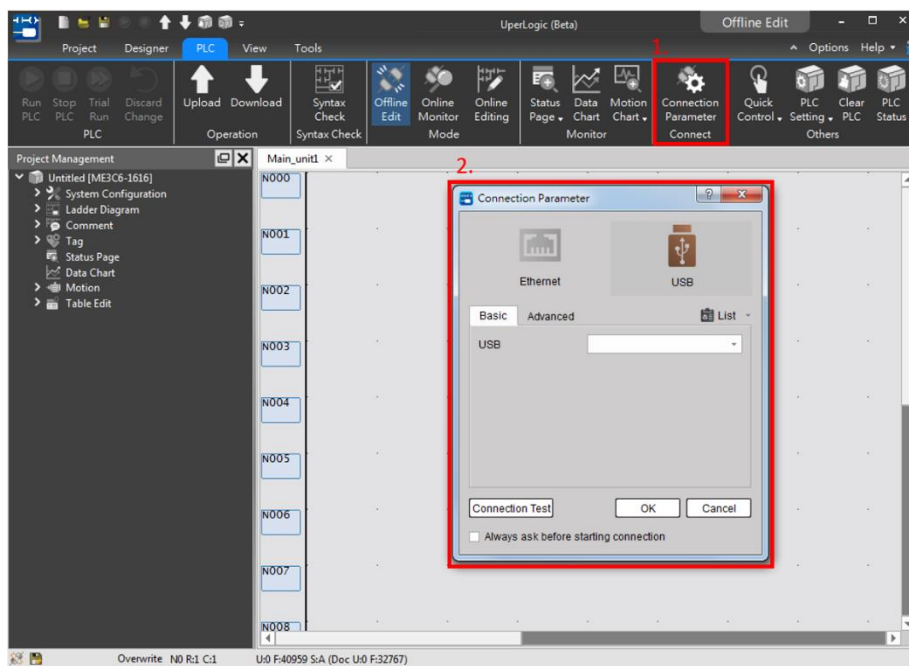 UperLogic (Beta)
Offline Edit
Project Designer PLC View Tools
1.
Options Help
Run PLC
Stop PLC
Trial Run
Discard Change
PLC
Upload Download
Operation
Syntax Check
Syntax Check
Offline Edit
Online Monitor
Online Editing
Mode
Status Page
Data Chart
Motion Chart
Monitor
Connection Parameter
Connect
Quick Control
PLC Setting
Clear PLC
PLC Status
Others
Project Management
Main_unit1
Untitled [ME3C6-1616]
System Configuration
Ladder Diagram
Comment
Tag
Status Page
Data Chart
Motion
Table Edit
N000
N001
N002
N003
N004
N005
N006
N007
N008
2.
Connection Parameter
?
Ethernet USB
Basic Advanced List
USB
Connection Test OK Cancel
Always ask before starting connection
Overwrite N0 R:1 C:1 U:0 F:40959 S:A (Doc U:0 F:32767)